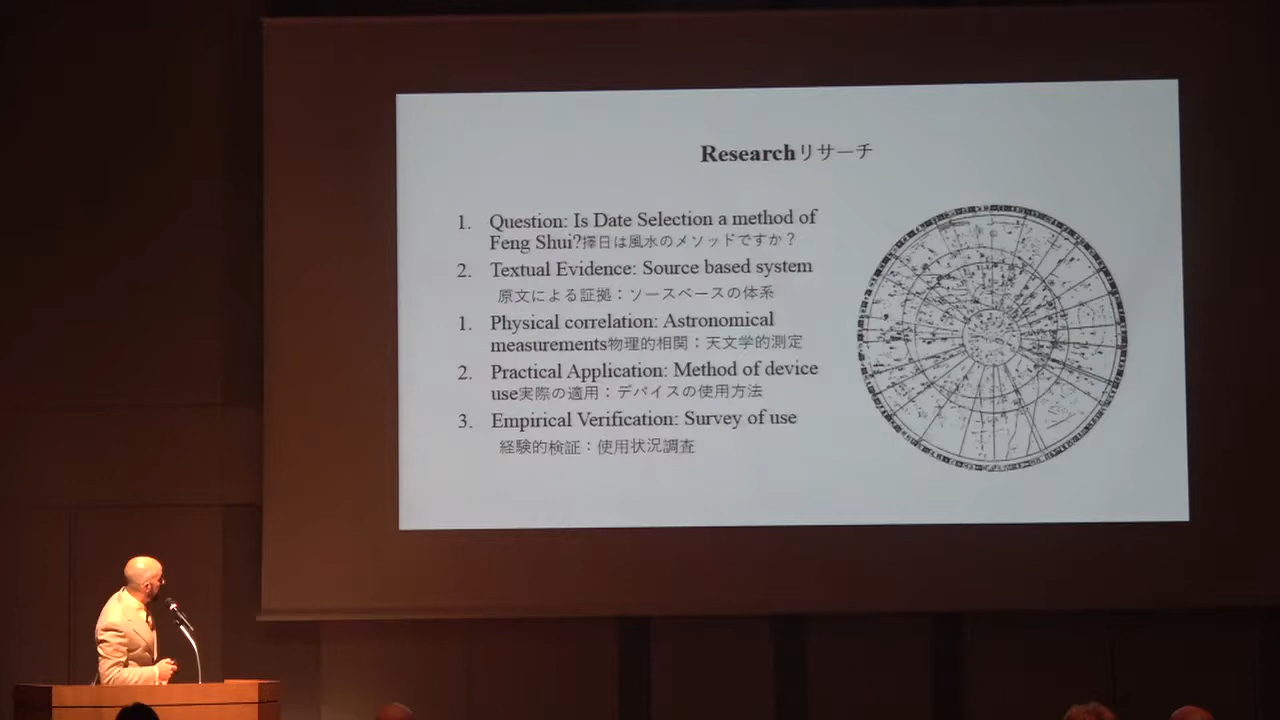 Researchリサーチ
1. Question: Is Date Selection a method of
Feng Shui?擇日は風水のメソッドですか？
2. Textual Evidence: Source based system
原文による証拠：ソースベースの体系
1. Physical correlation: Astronomical
measurements物理的相関：天文学的測定
2. Practical Application: Method of device
use実際の適用：デバイスの使用方法
3. Empirical Verification: Survey of use
経験的検証：使用状況調査